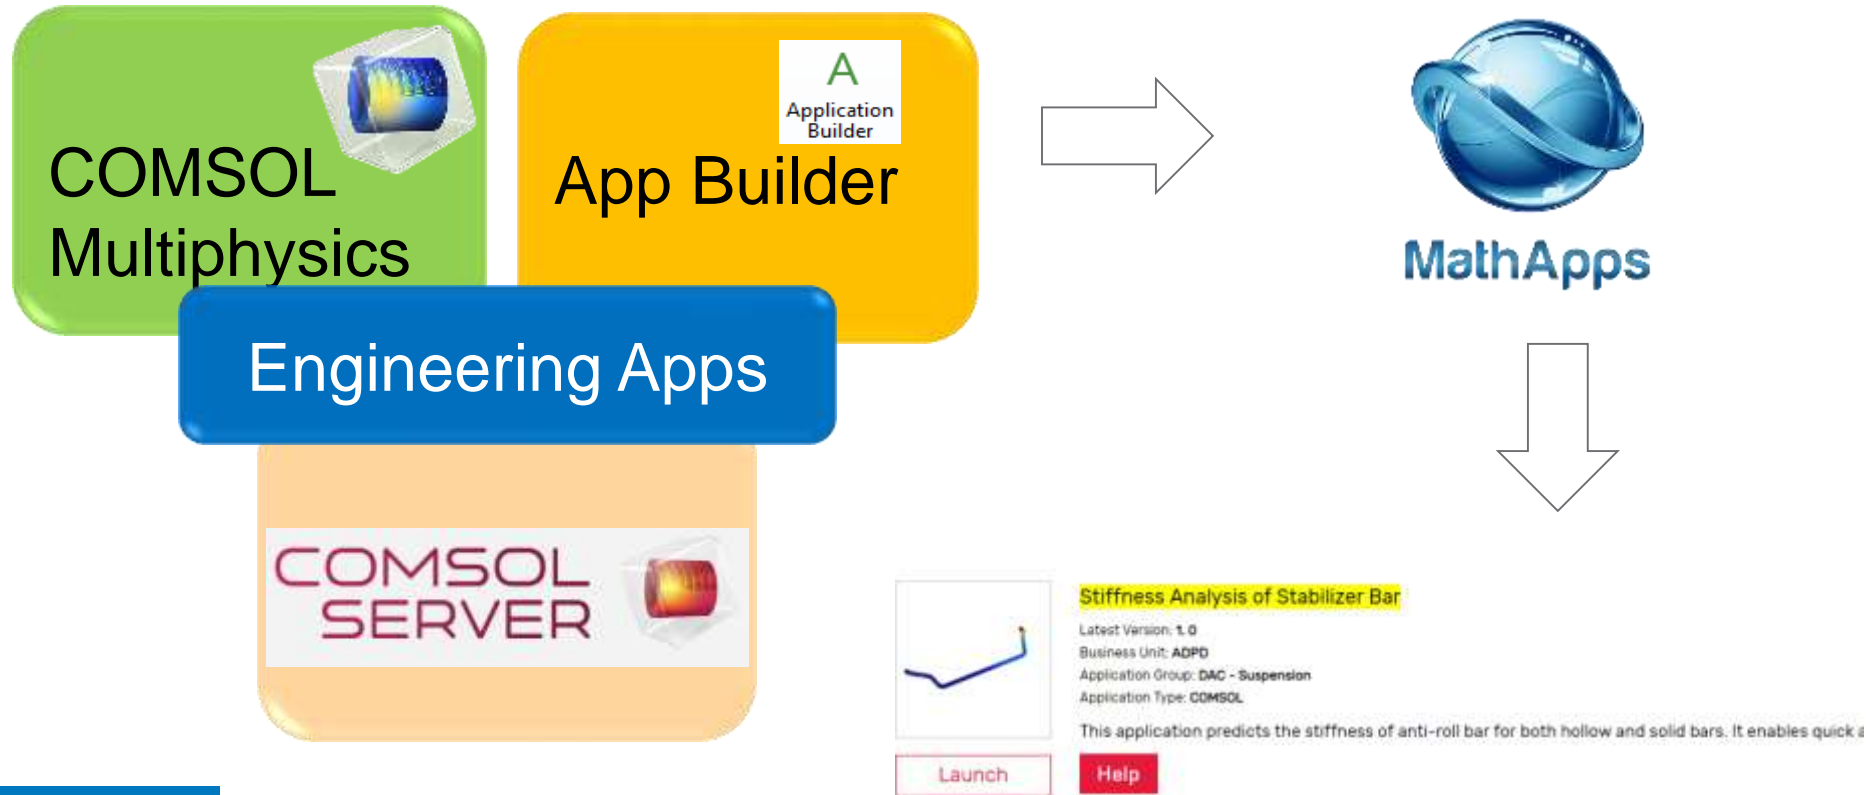 COMSOL
Multiphysics
A
Application
Builder
App Builder
Engineering Apps
COMSOL
SERVER
MathApps
Stiffness Analysis of Stabilizer Bar
Latest Version: 1. 0
Business Unit: ADPD
Application Group: DAC - Suspension
Application Type: COMSOL
This application predicts the stiffness of anti-roll bar for both hollow and solid bars. It enables quick a
Launch
Help